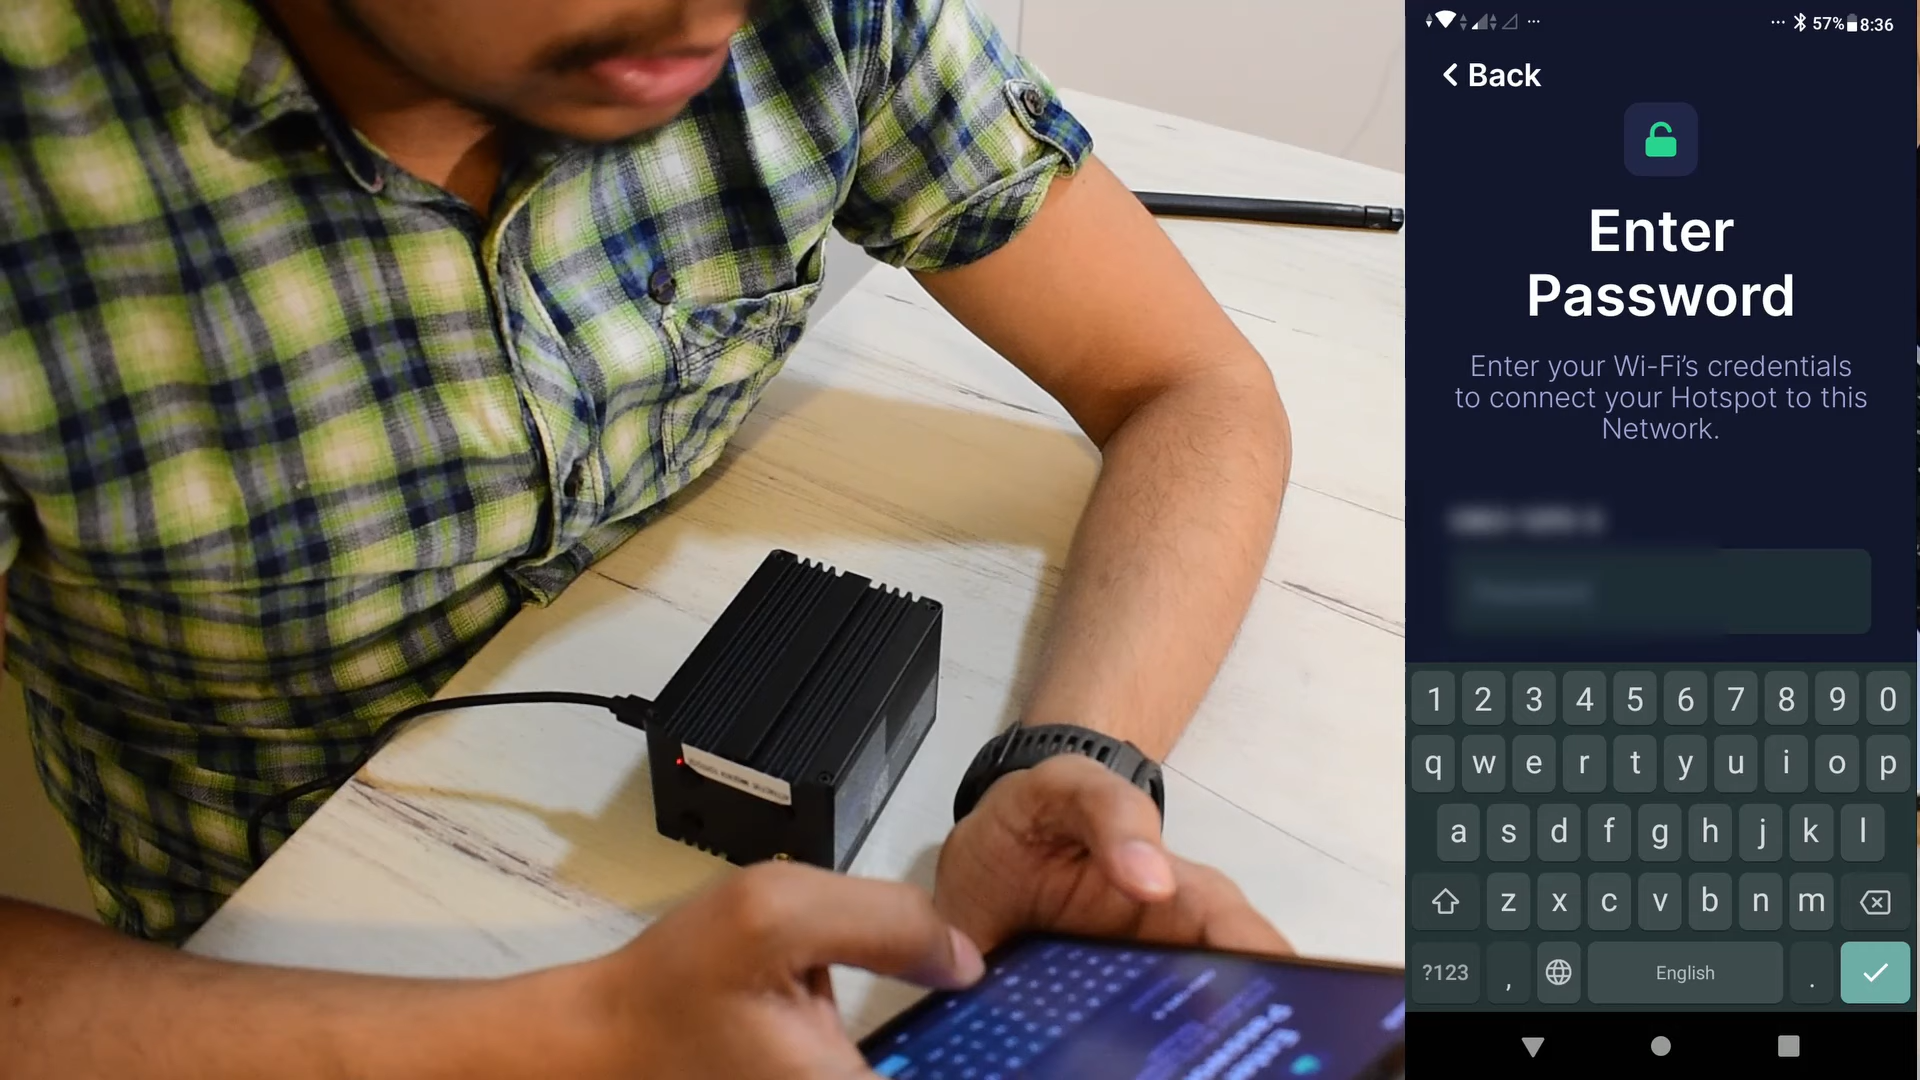 57% 8:36
Back
Enter
Password
Enter your Wi-Fi’s credentials
to connect your Hotspot to this
Network.
1 2 3 4 5 6 7 8 9 0
q w e r t y u i o p
a s d f g h j k l
z x c v b n m
?123 , English .